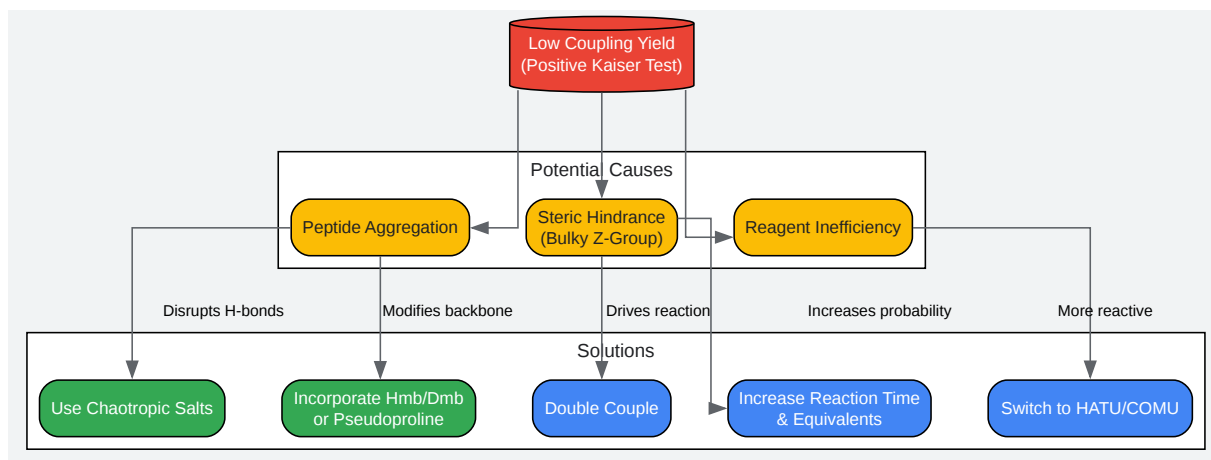 Low Coupling Yield
(Positive Kaiser Test)
Potential Causes
Peptide Aggregation
Steric Hindrance
(Bulky Z-Group)
Reagent Inefficiency
Disrupts H-bonds
Modifies backbone
Drives reaction
Increases probability
More reactive
Solutions
Use Chaotropic Salts
Incorporate Hmb/Dmb
or Pseudoproline
Double Couple
Increase Reaction Time
& Equivalents
Switch to HATU/COMU